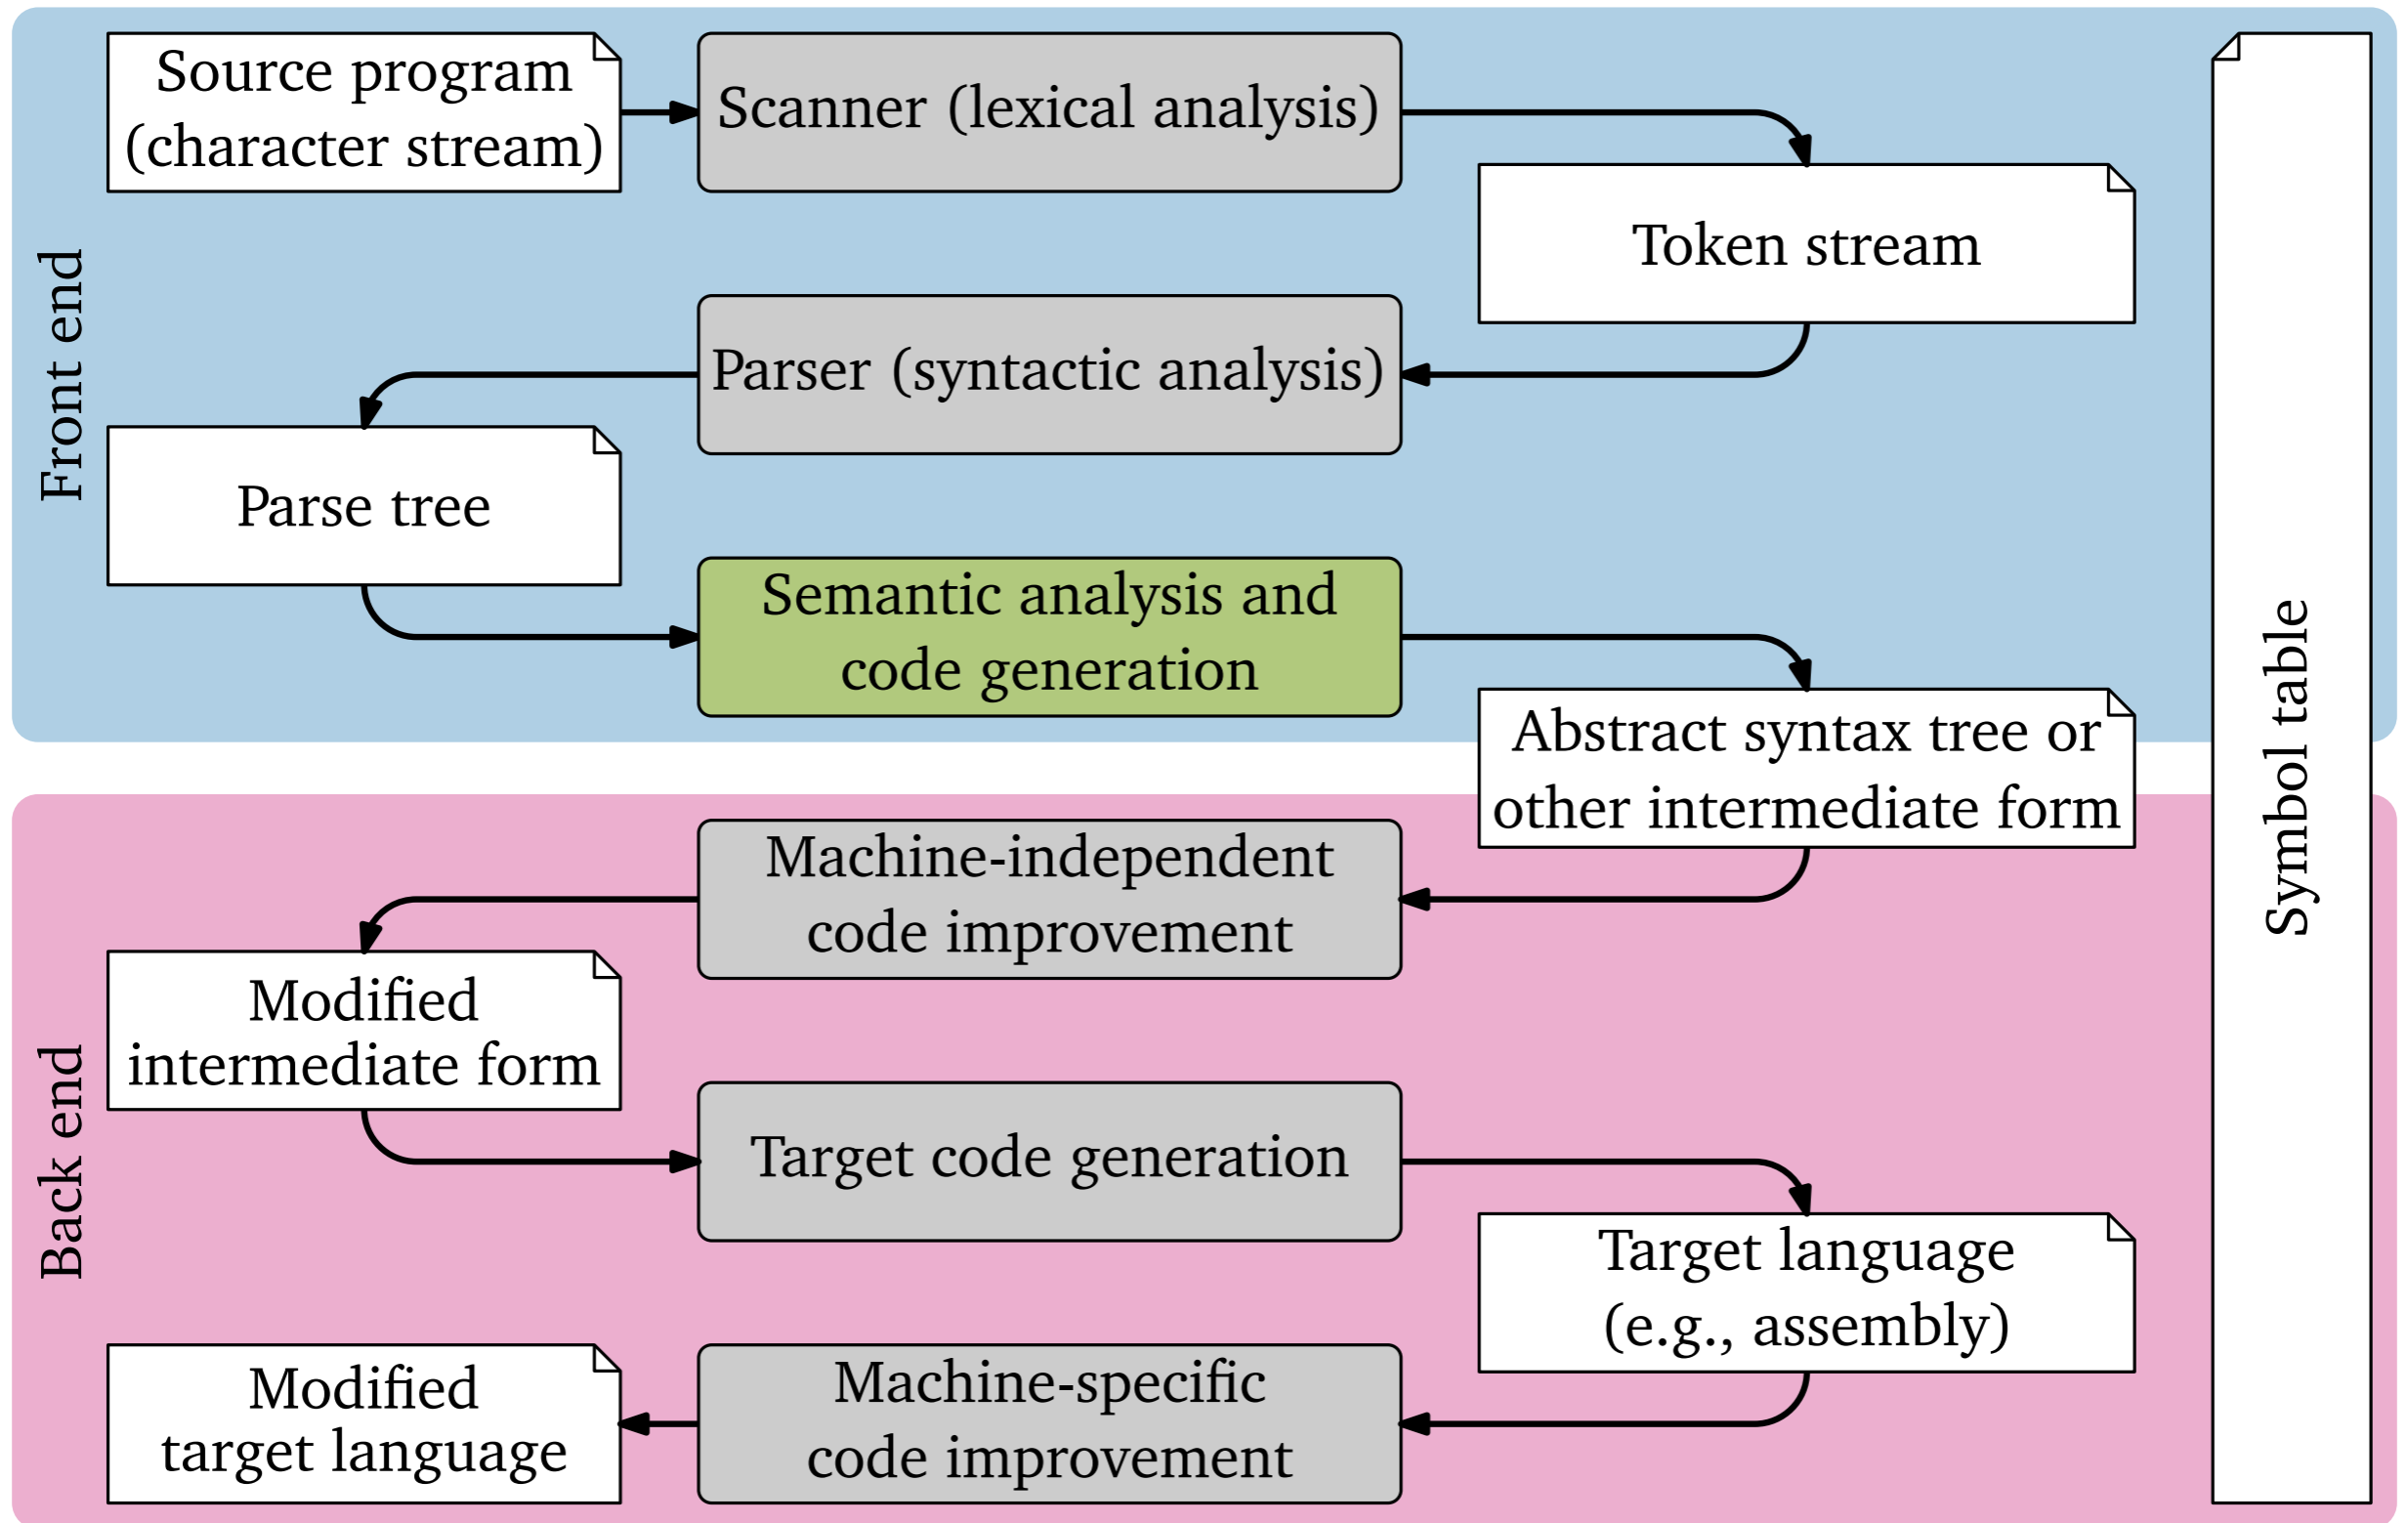 Front end
Source program
(character stream)
Scanner (lexical analysis)
Token stream
Parser (syntactic analysis)
Parse tree
Semantic analysis and
code generation
Abstract syntax tree or
other intermediate form
Symbol table
Back end
Machine-independent
code improvement
Modified
intermediate form
Target code generation
Target language
(e.g., assembly)
Machine-specific
code improvement
Modified
target language